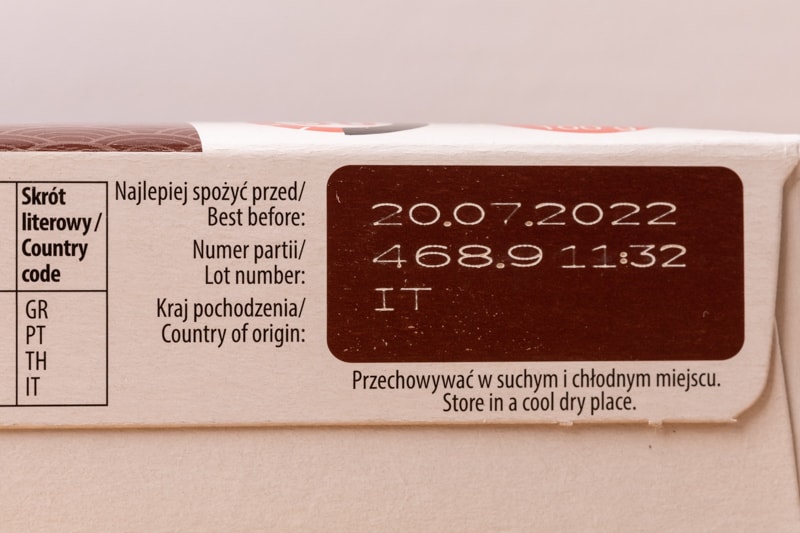 Skrót
literowy/
Country
code
GR
PT
TH
IT
Najlepiej spożyć przed/
Best before:
Numer partii/
Lot number:
Kraj pochodzenia/
Country of origin:
20.07.2022
468.9 11:32
IT
Przechowywać w suchym i chłodnym miejscu.
Store in a cool dry place.